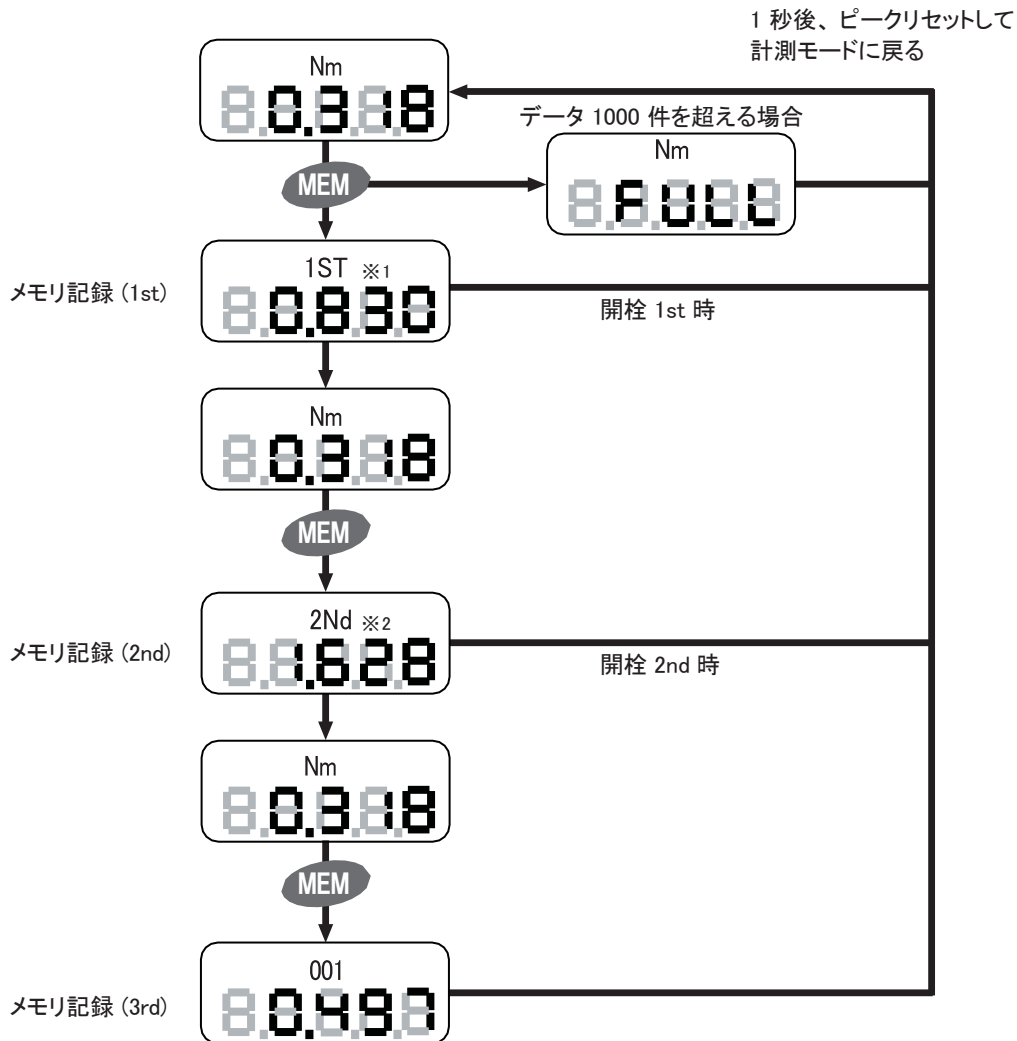 1 秒後、ピークリセットして
計測モードに戻る
Nm
0.318
データ 1000 件を超える場合
MEM
Nm
FULL
メモリ記録 (1st)
1ST ※1
0.830
開栓 1st 時
Nm
0.318
MEM
メモリ記録 (2nd)
2Nd ※2
1.628
開栓 2nd 時
Nm
0.318
MEM
メモリ記録 (3rd)
001
0.497